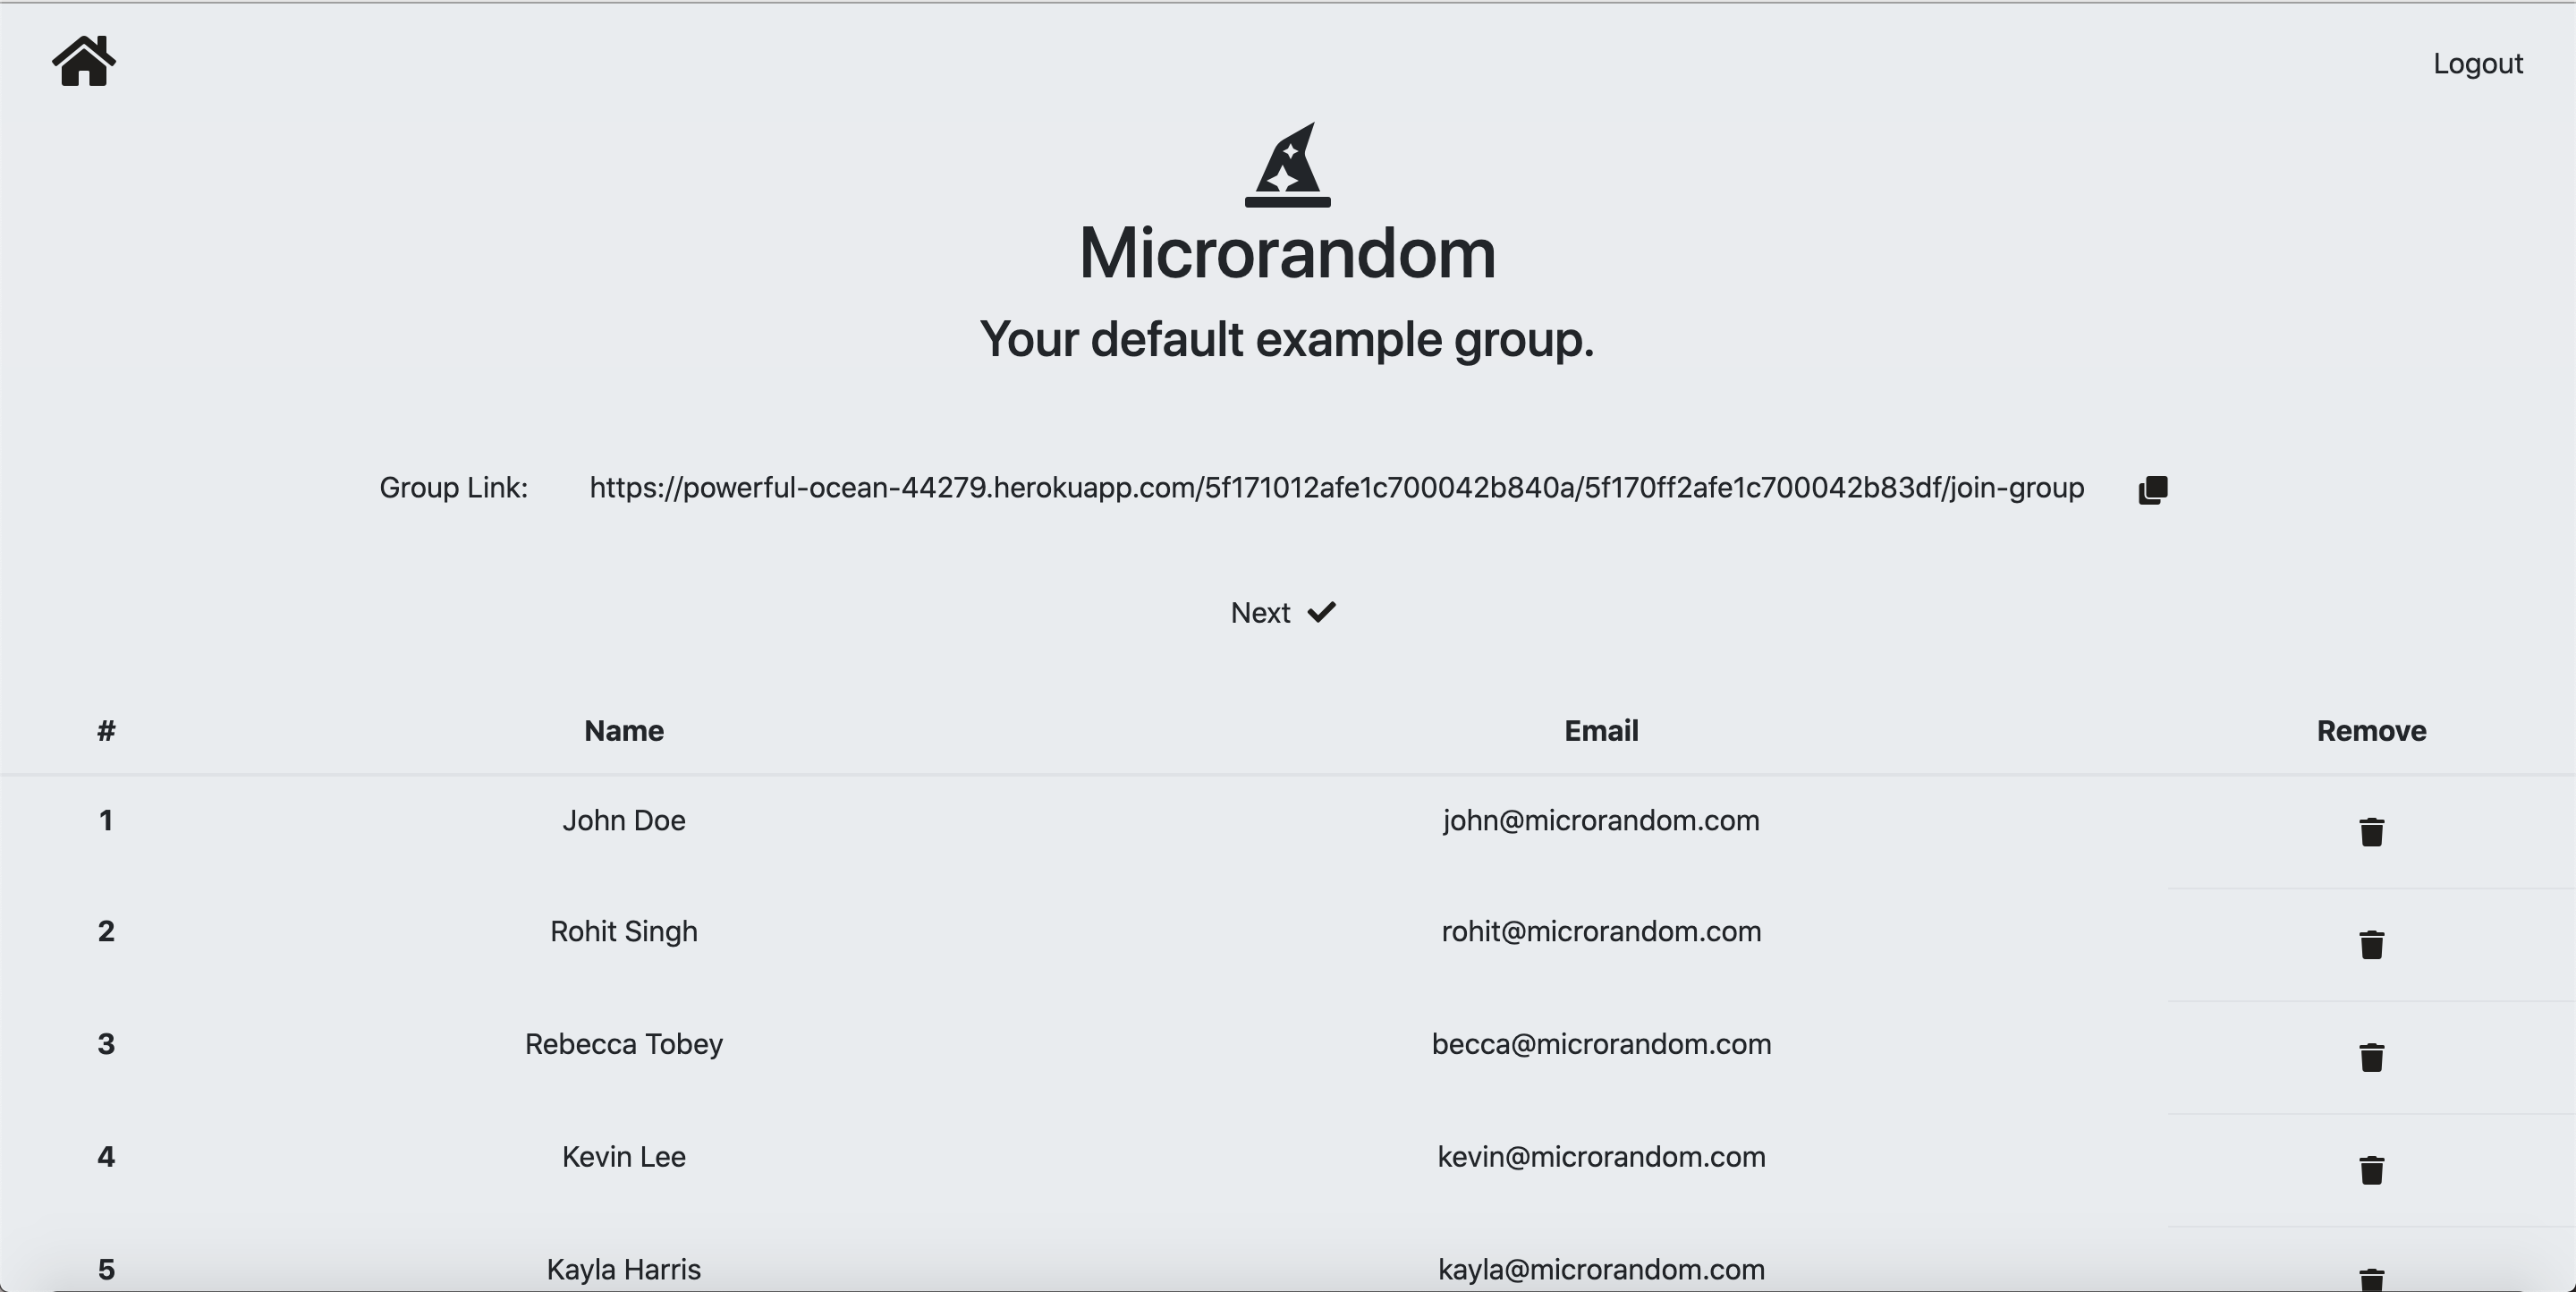 Logout
Microrandom
Your default example group.
Group Link: https://powerful-ocean-44279.herokuapp.com/5f171012afe1c700042b840a/5f170ff2afe1c700042b83df/join-group
Next
# Name Email Remove
1 John Doe john@microrandom.com
2 Rohit Singh rohit@microrandom.com
3 Rebecca Tobey becca@microrandom.com
4 Kevin Lee kevin@microrandom.com
5 Kayla Harris kayla@microrandom.com